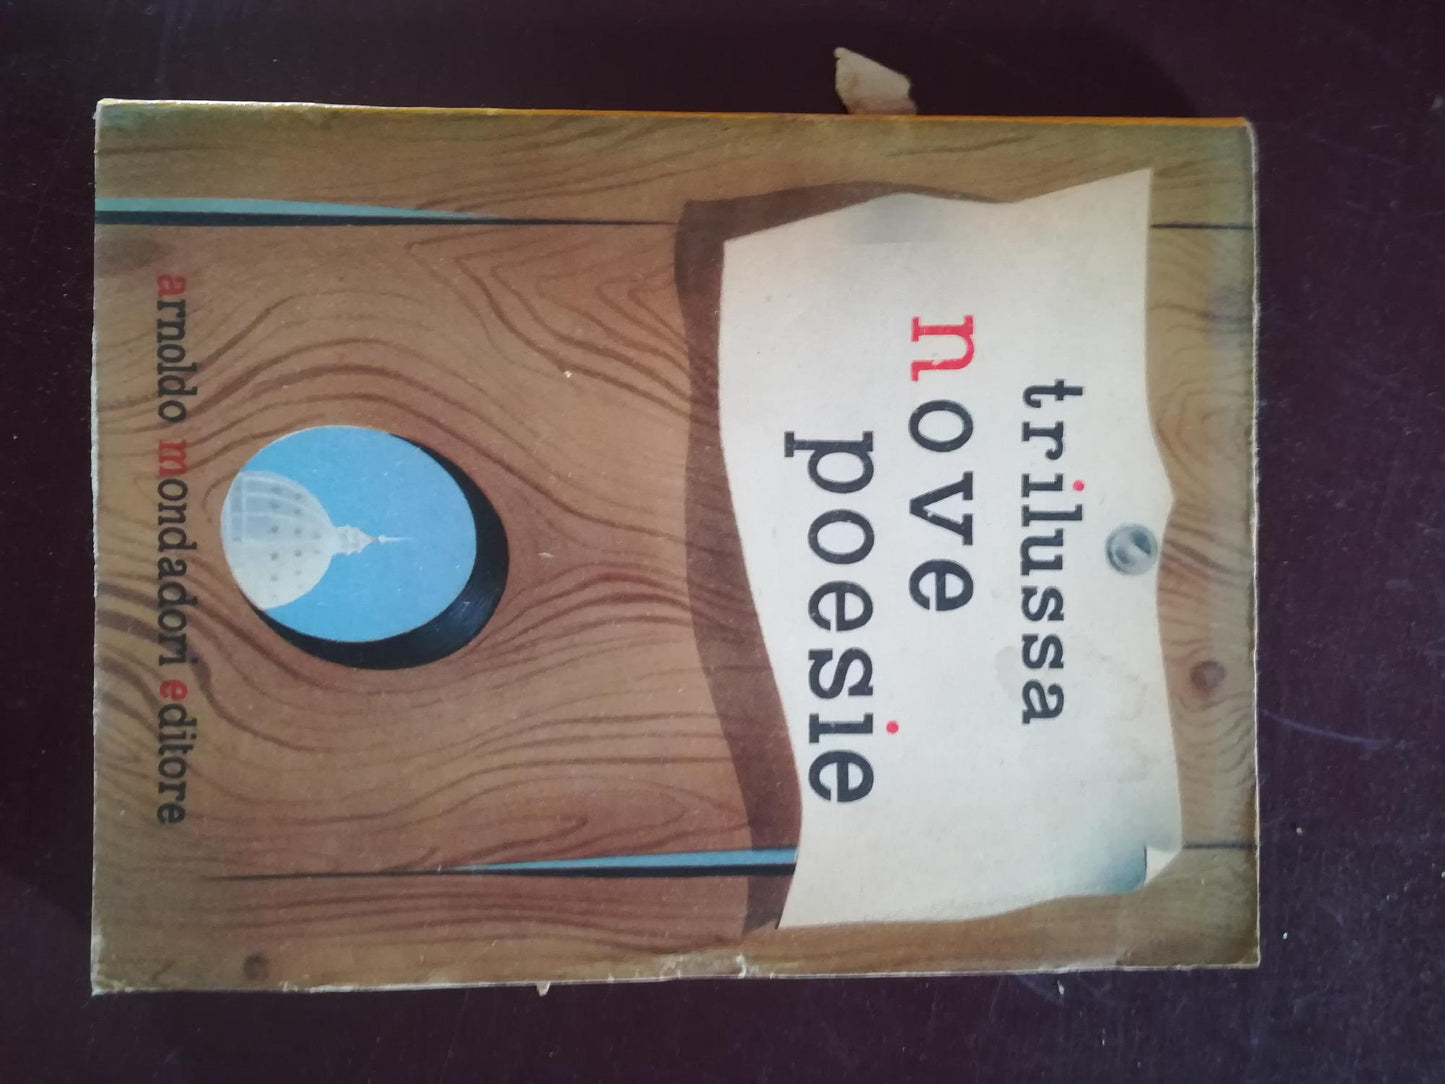 trilussa
nove
poesie
arnoldo mondadori editore